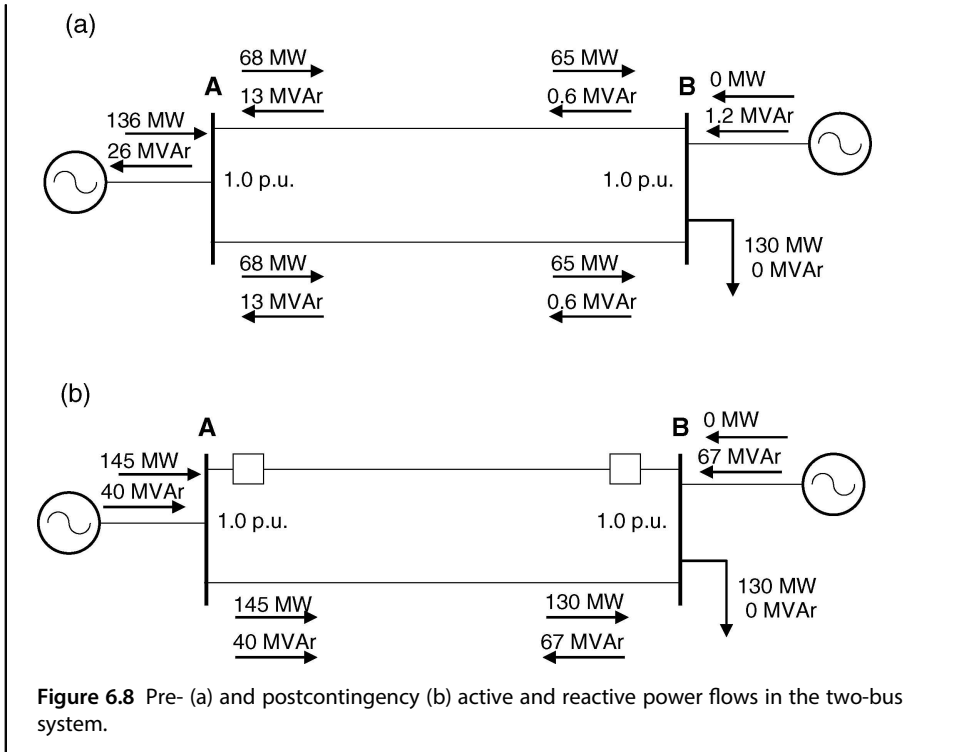 (a)
68 MW
65 MW
A
13 MVAr
0.6 MVAr
B
0 MW
1.2 MVAr
136 MW
26 MVAr
1.0 p.u.
1.0 p.u.
130 MW
0 MVAr
68 MW
65 MW
13 MVAr
0.6 MVAr
(b)
A
B
0 MW
67 MVAr
145 MW
40 MVAr
1.0 p.u.
1.0 p.u.
130 MW
0 MVAr
145 MW
130 MW
40 MVAr
67 MVAr
Figure 6.8 Pre- (a) and postcontingency (b) active and reactive power flows in the two-bus
system.